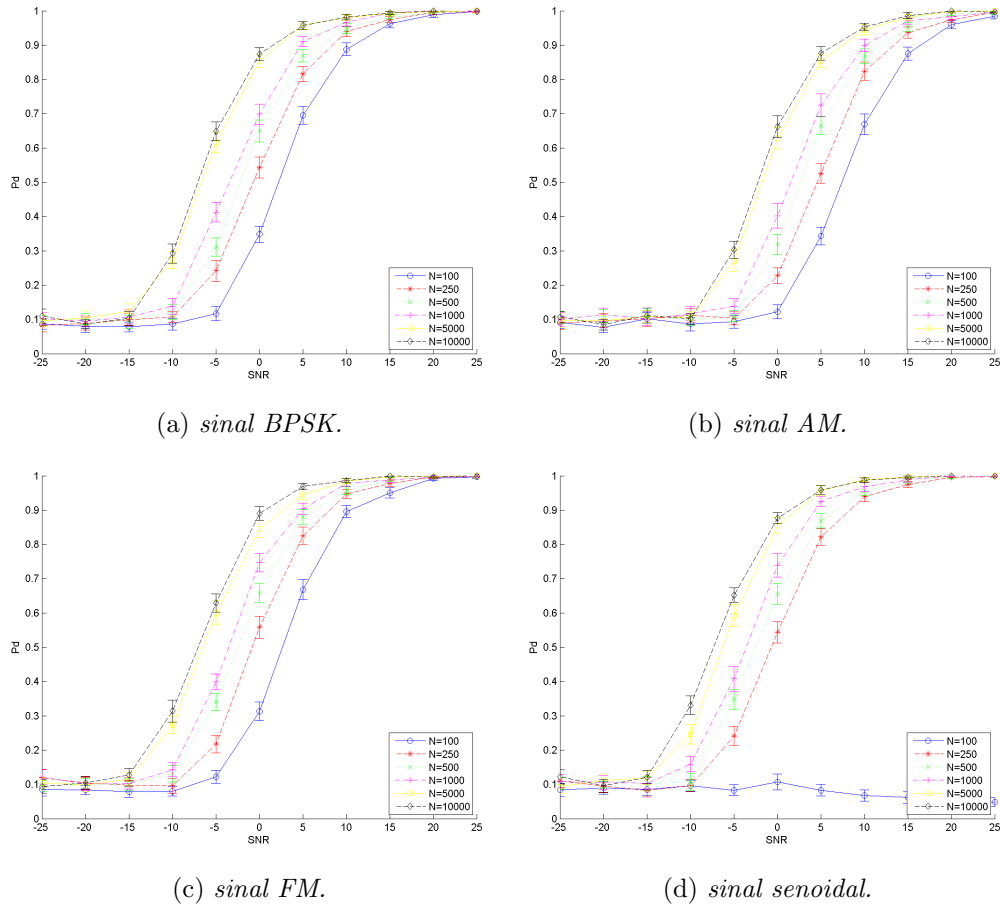 1
0.9
0.8
0.7
0.6
0.5
0.4
0.3
0.2
0.1
0
Pd
-25 -20 -15 -10 -5 0 5 10 15 20 25
SNR
N=100
N=250
N=500
N=1000
N=5000
N=10000
(a) sinal BPSK.
1
0.9
0.8
0.7
0.6
0.5
0.4
0.3
0.2
0.1
0
Pd
-25 -20 -15 -10 -5 0 5 10 15 20 25
SNR
N=100
N=250
N=500
N=1000
N=5000
N=10000
(b) sinal AM.
1
0.9
0.8
0.7
0.6
0.5
0.4
0.3
0.2
0.1
0
Pd
-25 -20 -15 -10 -5 0 5 10 15 20 25
SNR
N=100
N=250
N=500
N=1000
N=5000
N=10000
(c) sinal FM.
1
0.9
0.8
0.7
0.6
0.5
0.4
0.3
0.2
0.1
0
Pd
-25 -20 -15 -10 -5 0 5 10 15 20 25
SNR
N=100
N=250
N=500
N=1000
N=5000
N=10000
(d) sinal senoidal.